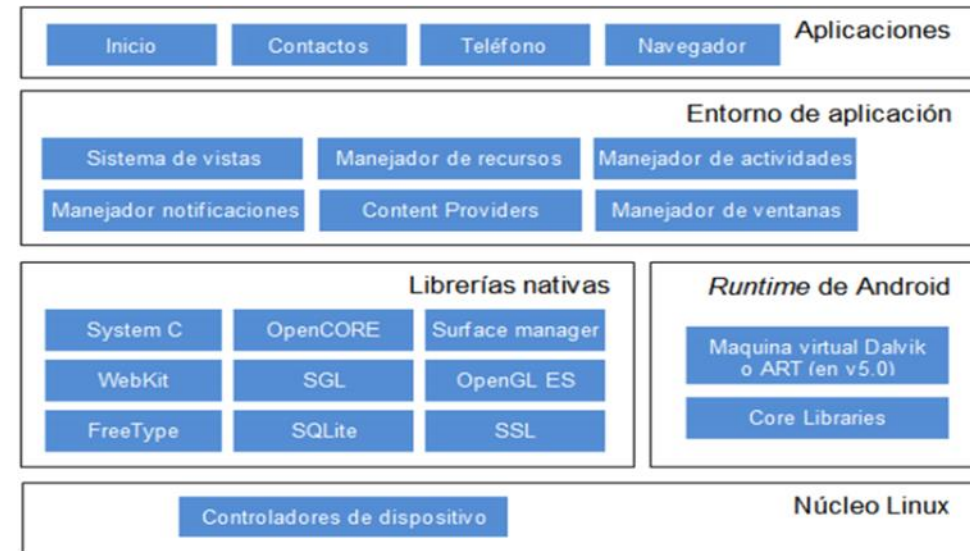 Aplicaciones
Inicio
Contactos
Teléfono
Navegador
Entorno de aplicación
Sistema de vistas
Manejador de recursos
Manejador de actividades
Manejador notificaciones
Content Providers
Manejador de ventanas
Librerías nativas
System C
OpenCORE
Surface manager
WebKit
SGL
OpenGL ES
FreeType
SQLite
SSL
Runtime de Android
Maquina virtual Dalvik
o ART (en v5.0)
Core Libraries
Núcleo Linux
Controladores de dispositivo